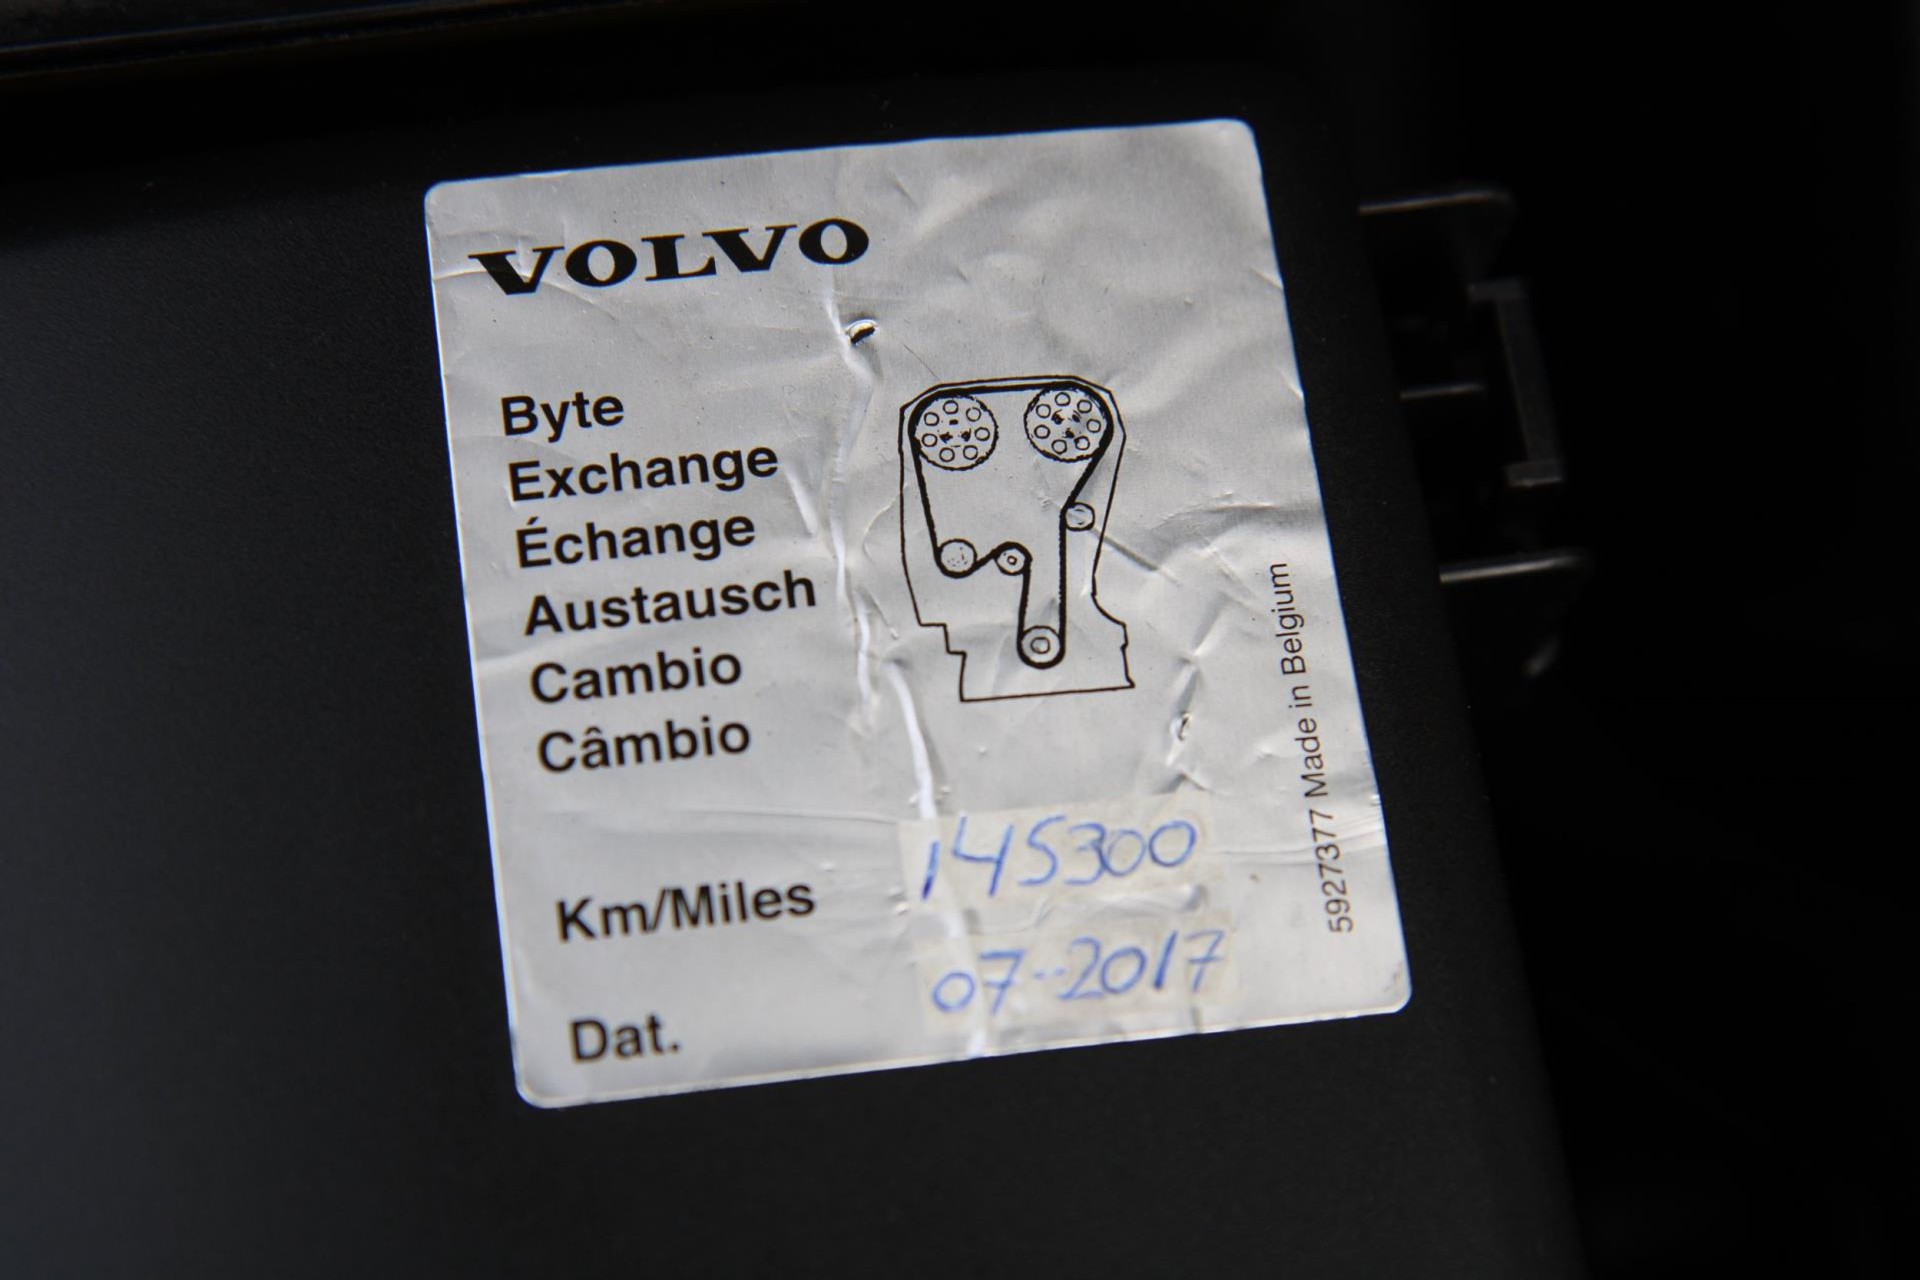 VOLVO
Byte
Exchange
Échange
Austausch
Cambio
Câmbio
Km/Miles 145300
Dat. 07-2017
5927377 Made in Belgium